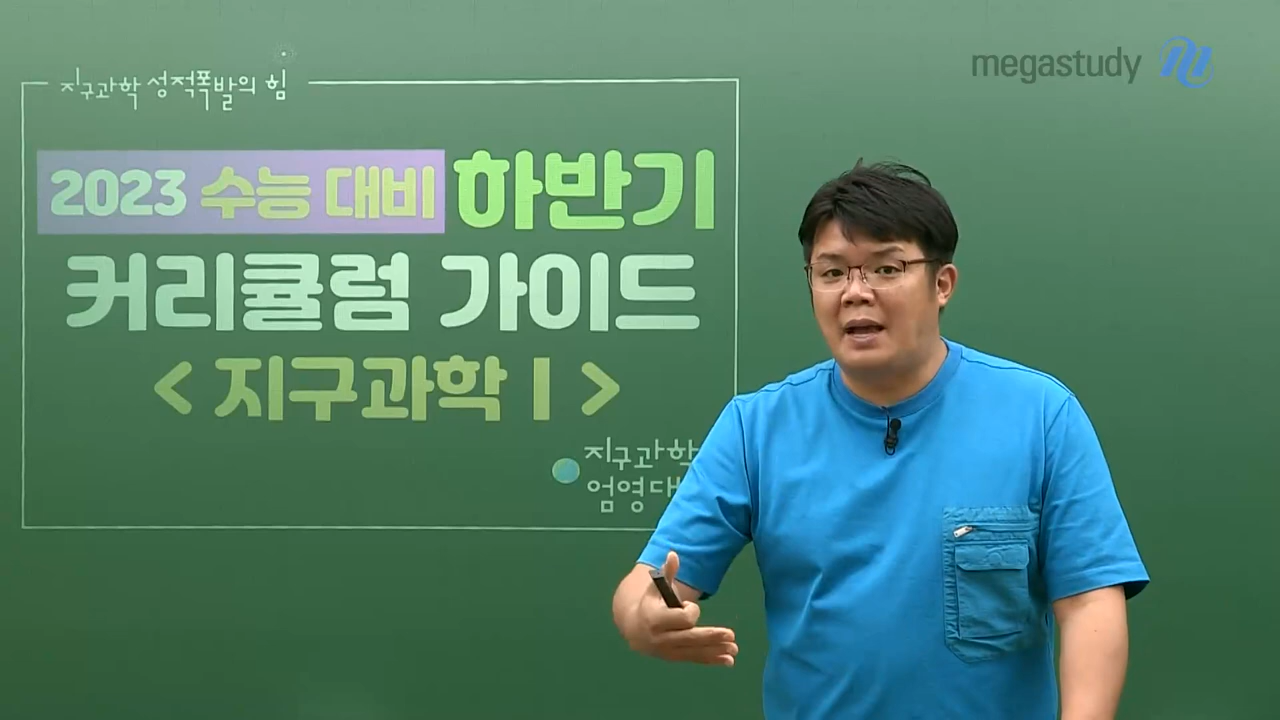 megastudy
지구과학 성적폭발의 힘
2023 수능 대비 하반기
커리큘럼 가이드
< 지구과학 I >
지구과학
엄영대